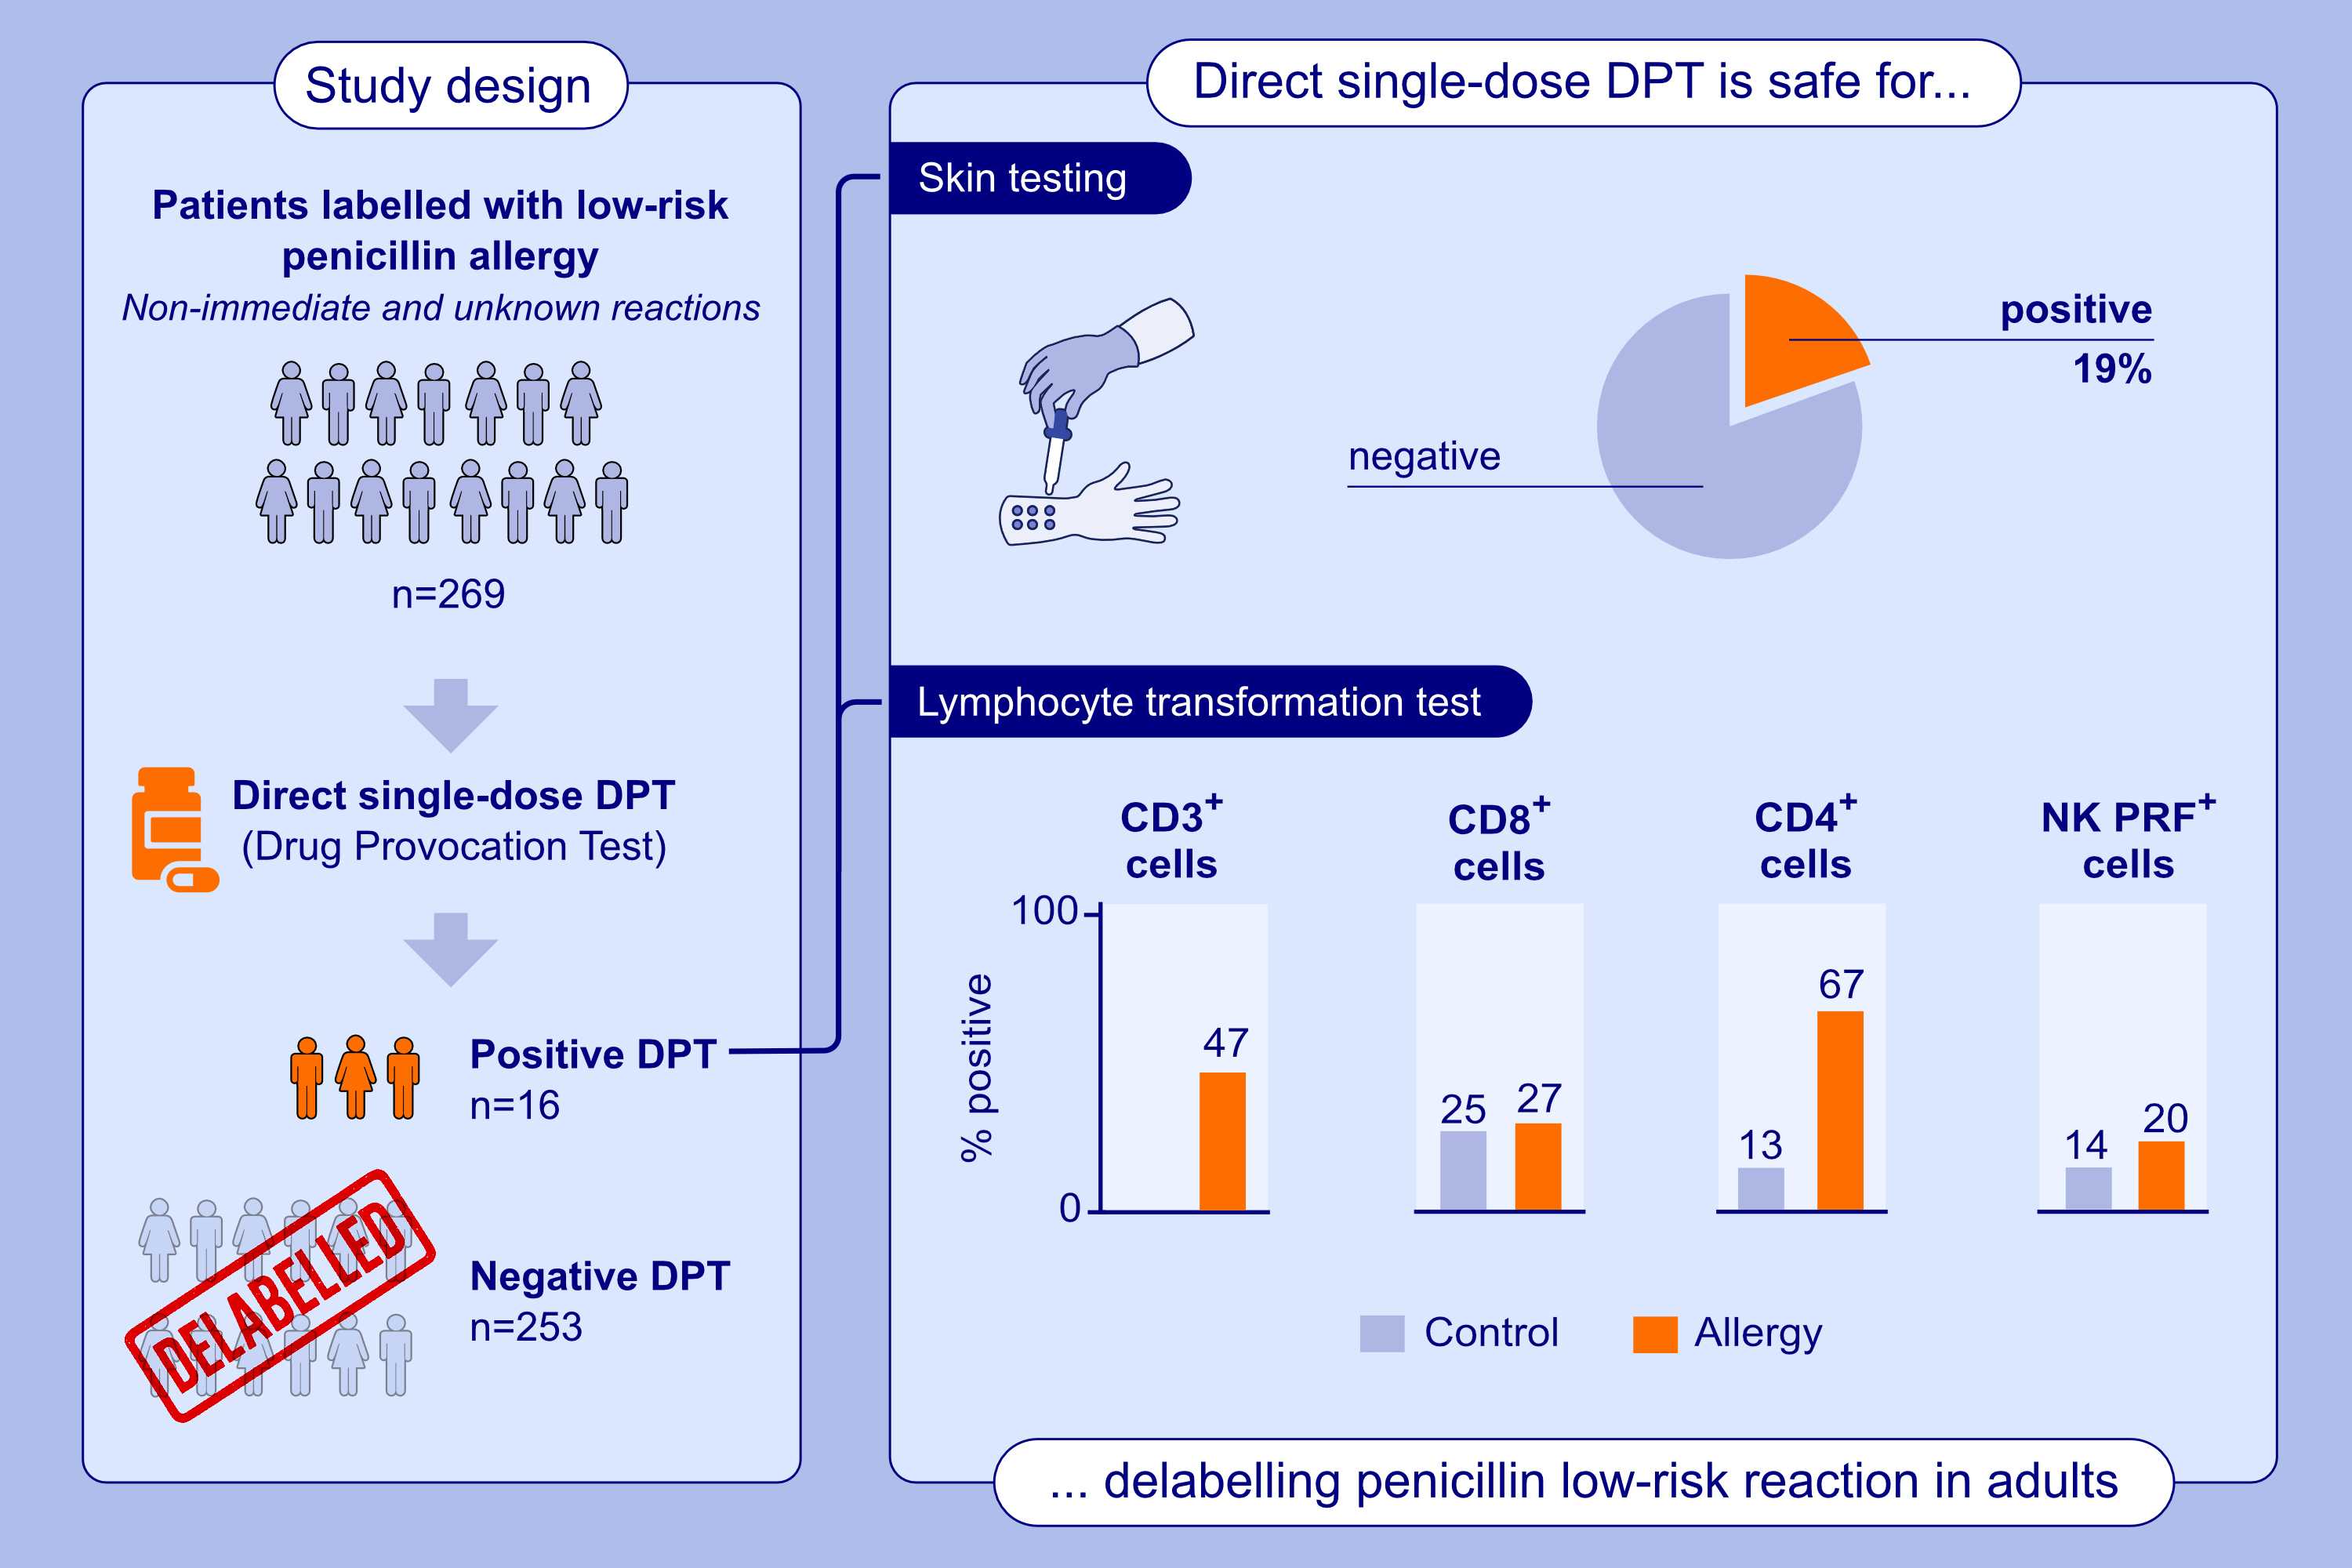 Study design
Patients labelled with low-risk
penicillin allergy
Non-immediate and unknown reactions
n=269
Direct single-dose DPT
(Drug Provocation Test)
Positive DPT
n=16
DELABELLED
Negative DPT
n=253
Direct single-dose DPT is safe for...
Skin testing
positive
19%
negative
Lymphocyte transformation test
CD3+
cells
CD8+
cells
CD4+
cells
NK PRF+
cells
% positive
100
0
47
25
27
13
67
14
20
Control
Allergy
... delabelling penicillin low-risk reaction in adults